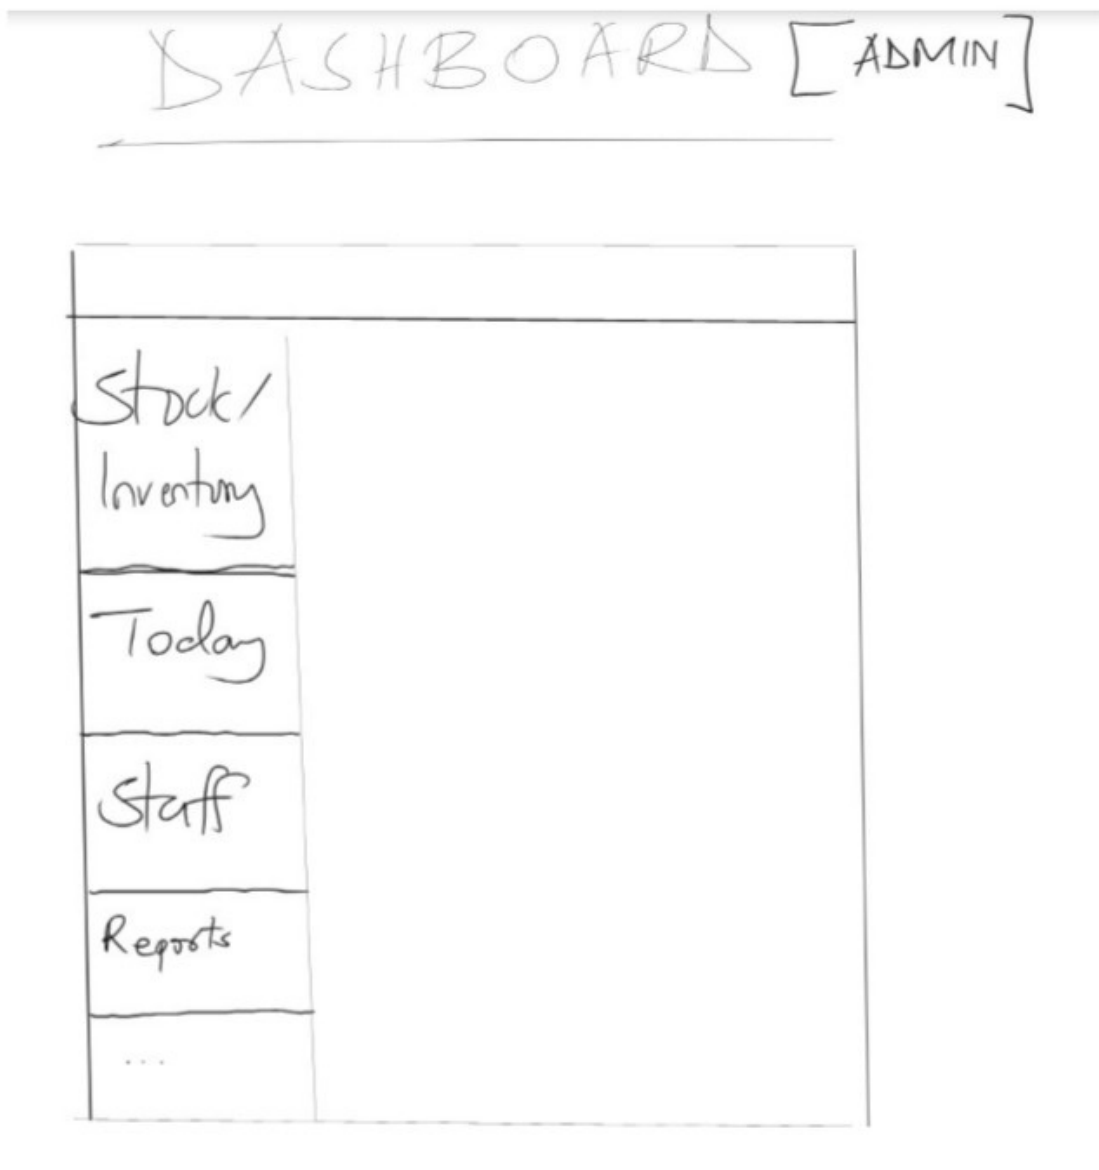 DASHBOARD [ADMIN]
Stock/
Inventory
Today
Staff
Reports
...